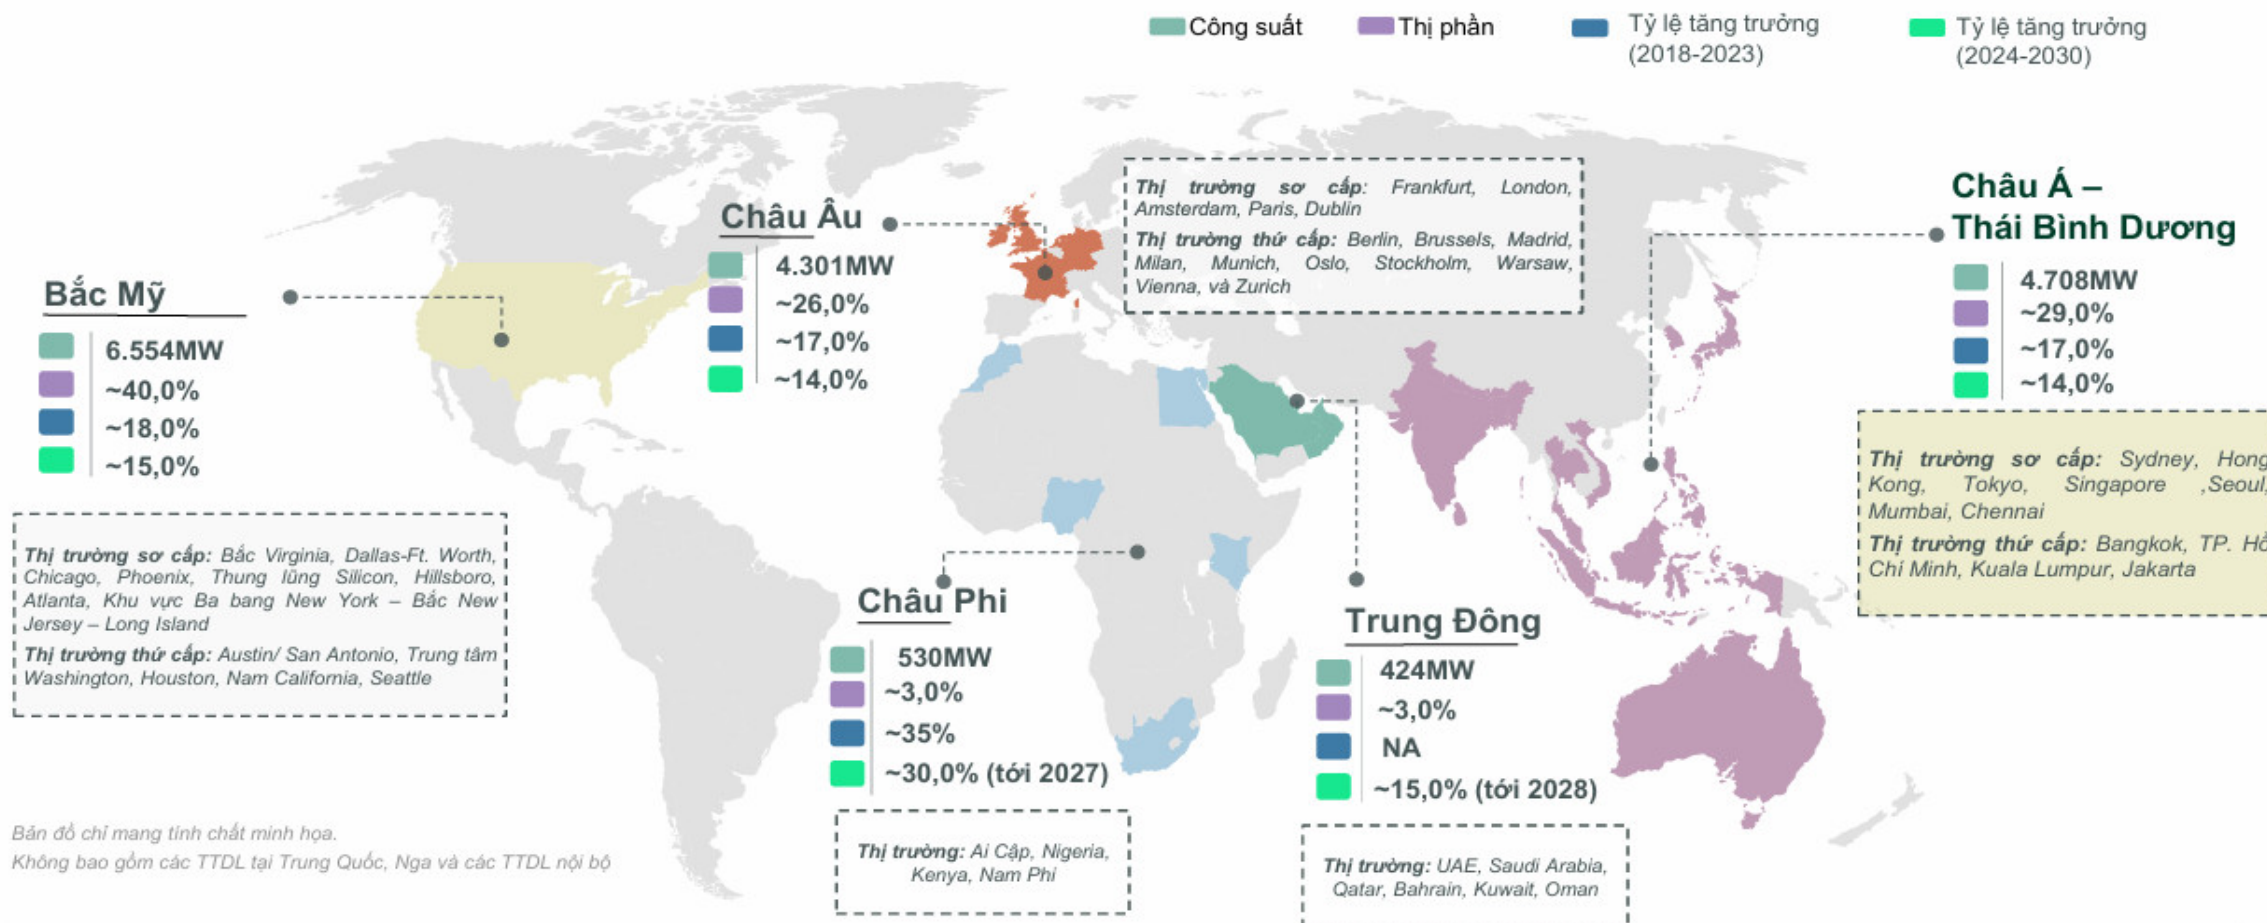 Công suất
Thị phần
Tỷ lệ tăng trưởng
(2018-2023)
Tỷ lệ tăng trưởng
(2024-2030)
Bắc Mỹ
6.554MW
~40,0%
~18,0%
~15,0%
Thị trường sơ cấp: Bắc Virginia, Dallas-Ft. Worth,
Chicago, Phoenix, Thung lũng Silicon, Hillsboro,
Atlanta, Khu vực Ba bang New York – Bắc New
Jersey – Long Island
Thị trường thứ cấp: Austin/ San Antonio, Trung tâm
Washington, Houston, Nam California, Seattle
Châu Âu
4.301MW
~26,0%
~17,0%
~14,0%
Thị trường sơ cấp: Frankfurt, London,
Amsterdam, Paris, Dublin
Thị trường thứ cấp: Berlin, Brussels, Madrid,
Milan, Munich, Oslo, Stockholm, Warsaw,
Vienna, và Zurich
Châu Á –
Thái Bình Dương
4.708MW
~29,0%
~17,0%
~14,0%
Thị trường sơ cấp: Sydney, Hong
Kong, Tokyo, Singapore ,Seoul,
Mumbai, Chennai
Thị trường thứ cấp: Bangkok, TP. Hồ
Chí Minh, Kuala Lumpur, Jakarta
Châu Phi
530MW
~3,0%
~35%
~30,0% (tới 2027)
Thị trường: Ai Cập, Nigeria,
Kenya, Nam Phi
Trung Đông
424MW
~3,0%
NA
~15,0% (tới 2028)
Thị trường: UAE, Saudi Arabia,
Qatar, Bahrain, Kuwait, Oman
Bản đồ chỉ mang tính chất minh họa.
Không bao gồm các TTDL tại Trung Quốc, Nga và các TTDL nội bộ